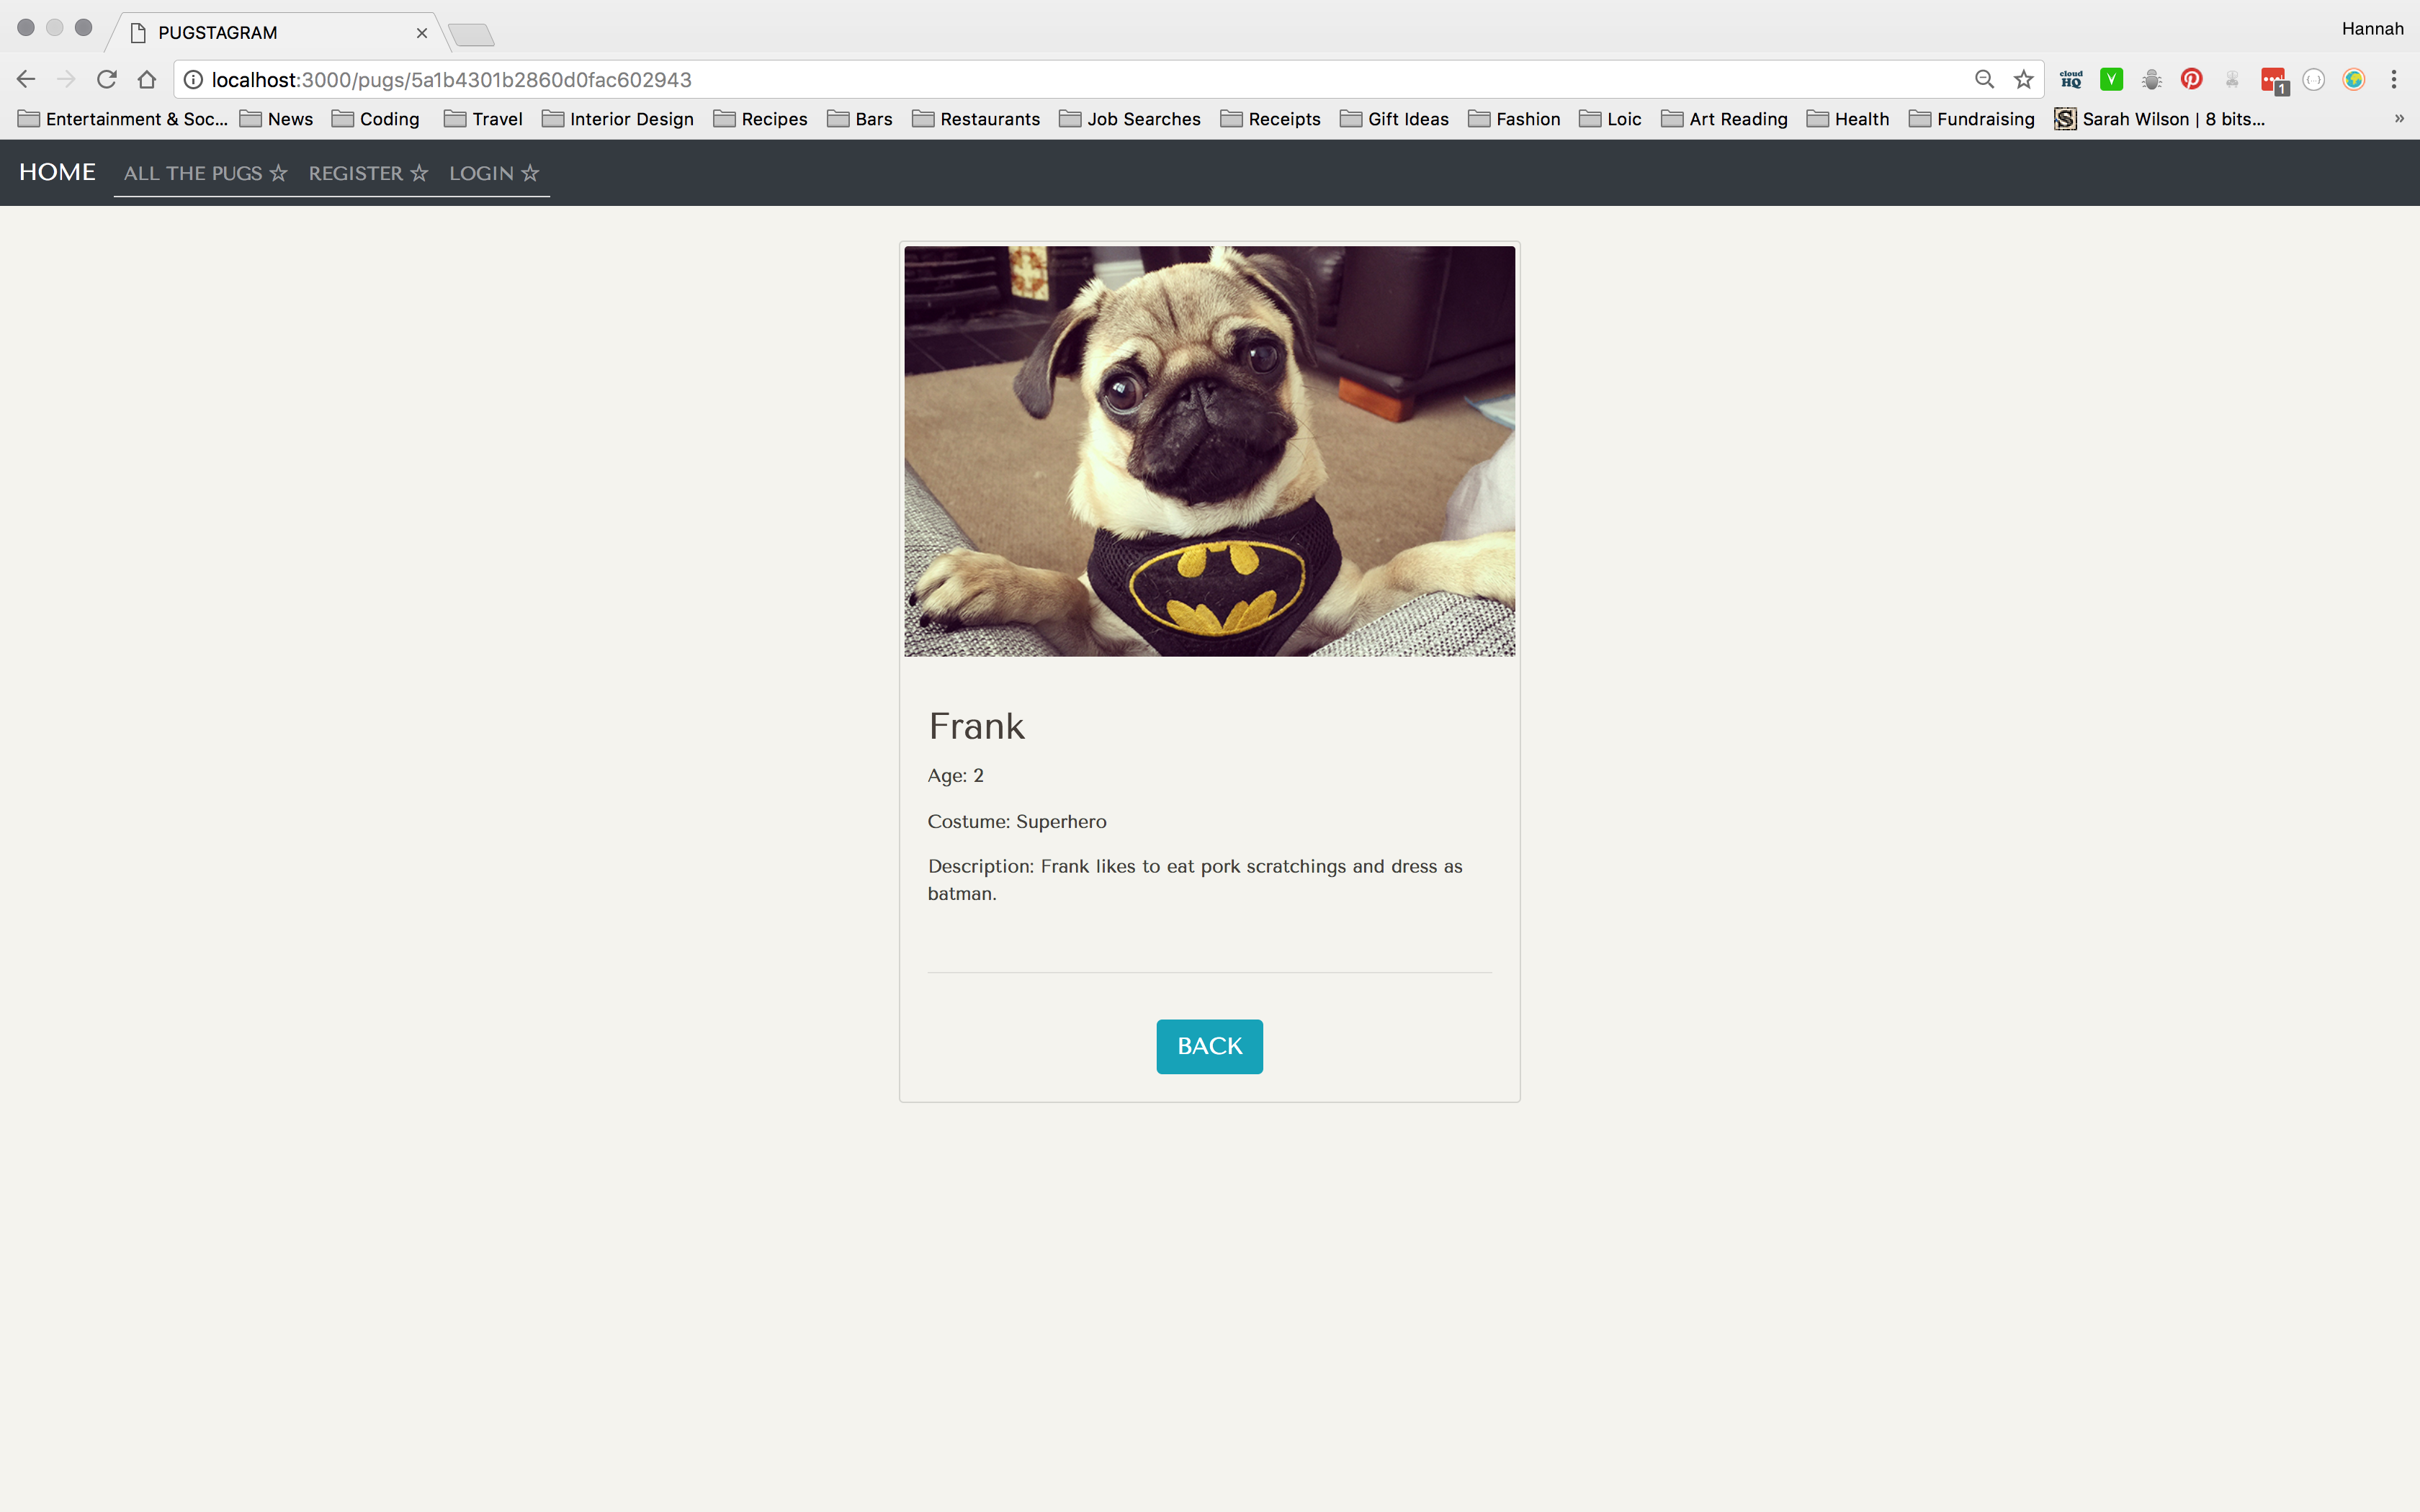 PUGSTAGRAM
Hannah
localhost:3000/pugs/5a1b4301b2860d0fac602943
cloud HQ
1
Entertainment & Soc... News Coding Travel Interior Design Recipes Bars Restaurants Job Searches Receipts Gift Ideas Fashion Loic Art Reading Health Fundraising Sarah Wilson | 8 bits... »
HOME ALL THE PUGS ☆ REGISTER ☆ LOGIN ☆
Frank
Age: 2
Costume: Superhero
Description: Frank likes to eat pork scratchings and dress as
batman.
BACK